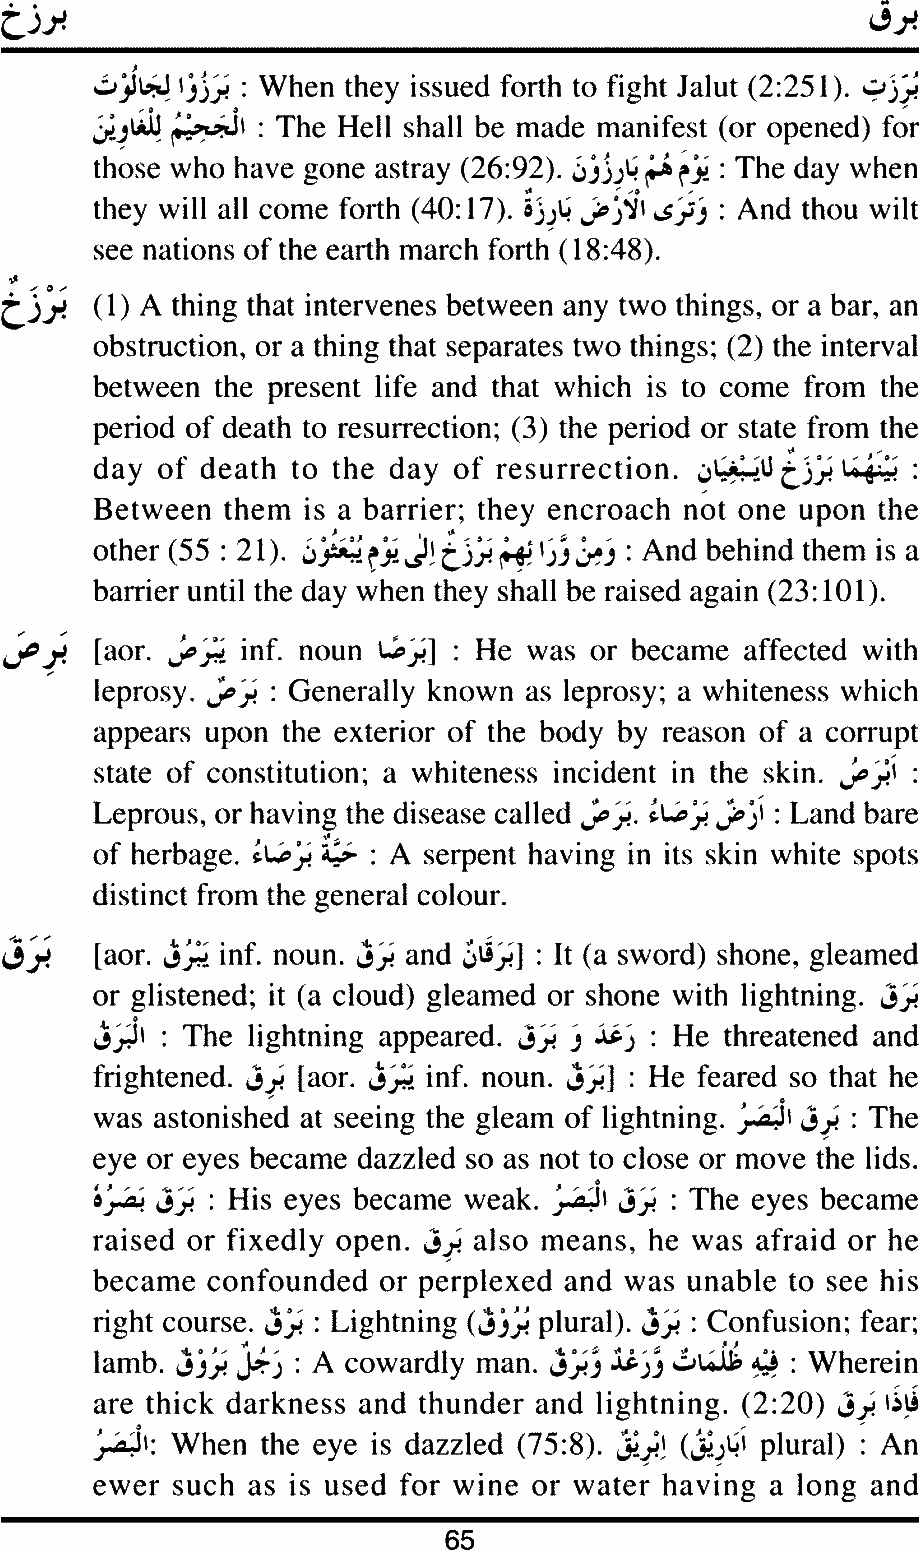 برزخ برق
بَرَزُوْا لِجَالُوْتَ : When they issued forth to fight Jalut (2:251). بُرِّزَتِ
الْجَحِيْمُ لِلْغَاوِيْنَ : The Hell shall be made manifest (or opened) for
those who have gone astray (26:92). يَوْمَ هُمْ بَارِزُوْنَ : The day when
they will all come forth (40:17). وَتَرَى الْاَرْضَ بَارِزَةً : And thou wilt
see nations of the earth march forth (18:48).
بَرْزَخٌ (1) A thing that intervenes between any two things, or a bar, an
obstruction, or a thing that separates two things; (2) the interval
between the present life and that which is to come from the
period of death to resurrection; (3) the period or state from the
day of death to the day of resurrection. بَيْنَهُمَا بَرْزَخٌ لَايَبْغِيَانِ :
Between them is a barrier; they encroach not one upon the
other (55 : 21). وَمِنْ وَّرَا ئِهِمْ بَرْزَخٌ اِلٰى يَوْمِ يُبْعَثُوْنَ : And behind them is a
barrier until the day when they shall be raised again (23:101).
بَرِصَ [aor. يَبْرَصُ inf. noun بَرَصًا] : He was or became affected with
leprosy. بَرَصٌ : Generally known as leprosy; a whiteness which
appears upon the exterior of the body by reason of a corrupt
state of constitution; a whiteness incident in the skin. اَبْرَصُ :
Leprous, or having the disease called بَرَصٌ. اَرْضٌ بَرْصَاءُ : Land bare
of herbage. حَيَّةٌ بَرْصَاءُ : A serpent having in its skin white spots
distinct from the general colour.
بَرَقَ [aor. يَبْرُقُ inf. noun. بَرَقٌ and بَرَقَانٌ] : It (a sword) shone, gleamed
or glistened; it (a cloud) gleamed or shone with lightning. بَرَقَ
الْبَرَقُ : The lightning appeared. رَعَدَ وَ بَرَقَ : He threatened and
frightened. بَرِقَ [aor. يَبْرَقُ inf. noun. بَرَقٌ] : He feared so that he
was astonished at seeing the gleam of lightning. بَرِقَ الْبَصَرُ : The
eye or eyes became dazzled so as not to close or move the lids.
بَرَقَ بَصَرُهُ : His eyes became weak. بَرَقَ الْبَصَرُ : The eyes became
raised or fixedly open. بَرِقَ also means, he was afraid or he
became confounded or perplexed and was unable to see his
right course. بَرْقٌ : Lightning (بُرُوْقٌ plural). بَرَقٌ : Confusion; fear;
lamb. رَجُلٌ بَرُوْقٌ : A cowardly man. فِيْهِ ظُلُمَاتٌ وَّرَعْدٌ وَّبَرْقٌ : Wherein
are thick darkness and thunder and lightning. (2:20) فَاِذَا بَرِقَ
الْبَصَرُ: When the eye is dazzled (75:8). اِبْرِيْقٌ (اَبَارِيْقُ plural) : An
ewer such as is used for wine or water having a long and
65